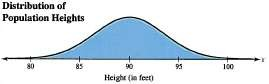 Distribution of
Population Heights
80 85 90 95 100 x
Height (in feet)